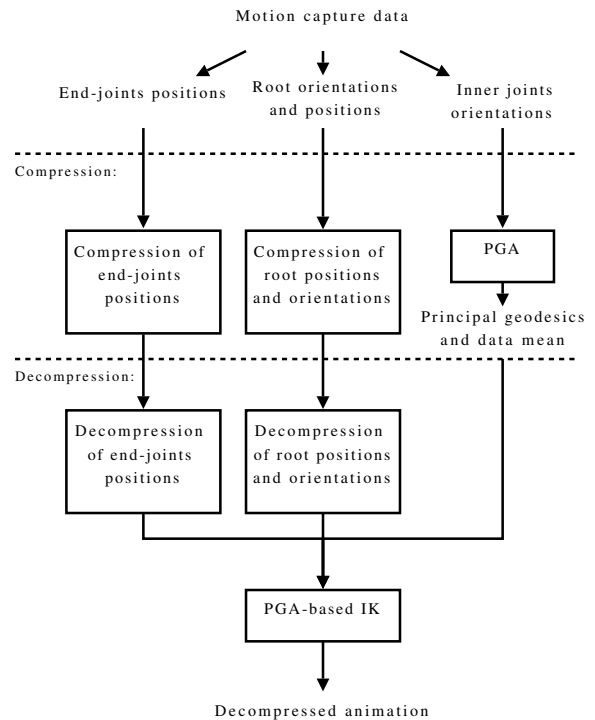 Motion capture data
End-joints positions
Root orientations
and positions
Inner joints
orientations
Compression:
Compression of
end-joints
positions
Compression of
root positions
and orientations
PGA
Principal geodesics
and data mean
Decompression:
Decompression
of end-joints
positions
Decompression
of root positions
and orientations
PGA-based IK
Decompressed animation